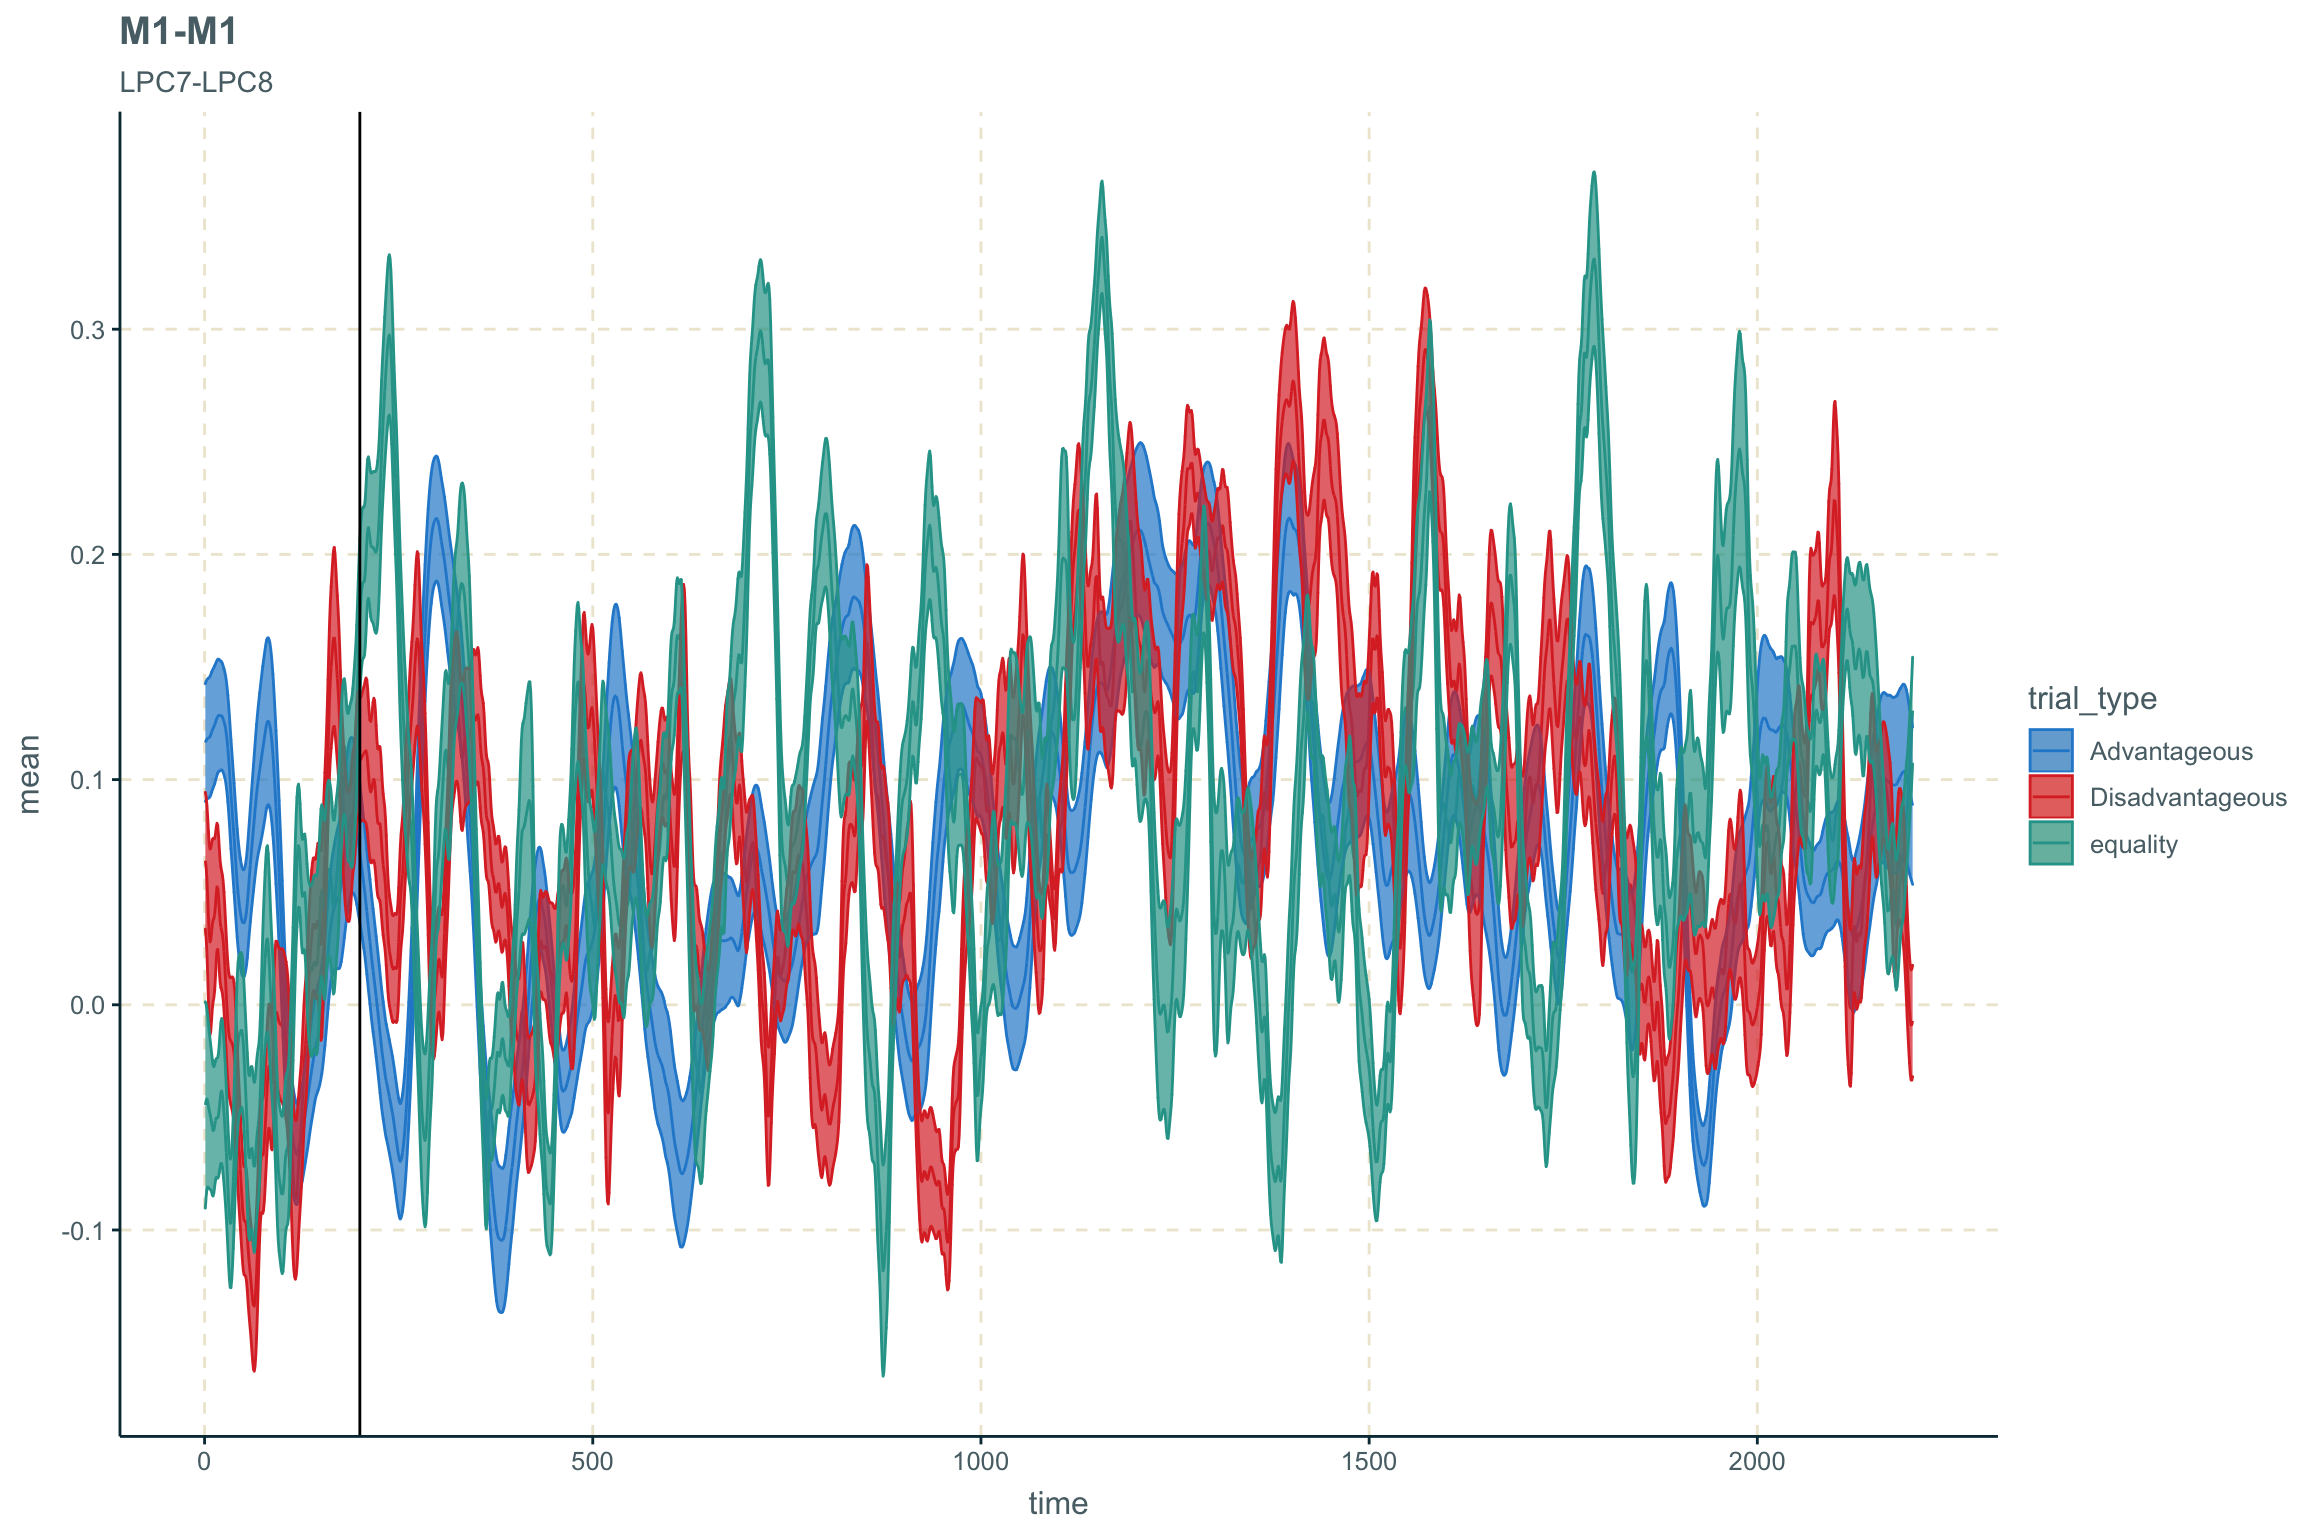 M1-M1
LPC7-LPC8
mean
0.3
0.2
0.1
0.0
-0.1
0
500
1000
1500
2000
time
trial_type
Advantageous
Disadvantageous
equality